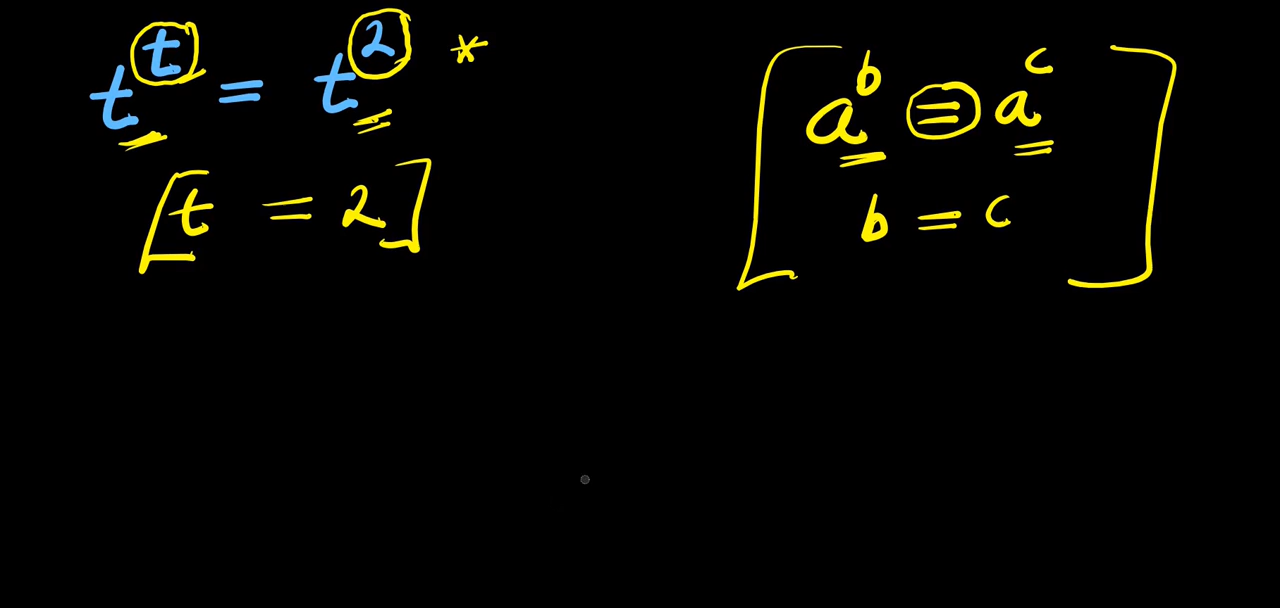 t^t = t^2 *
[t = 2]
[a^b = a^c
b = c]